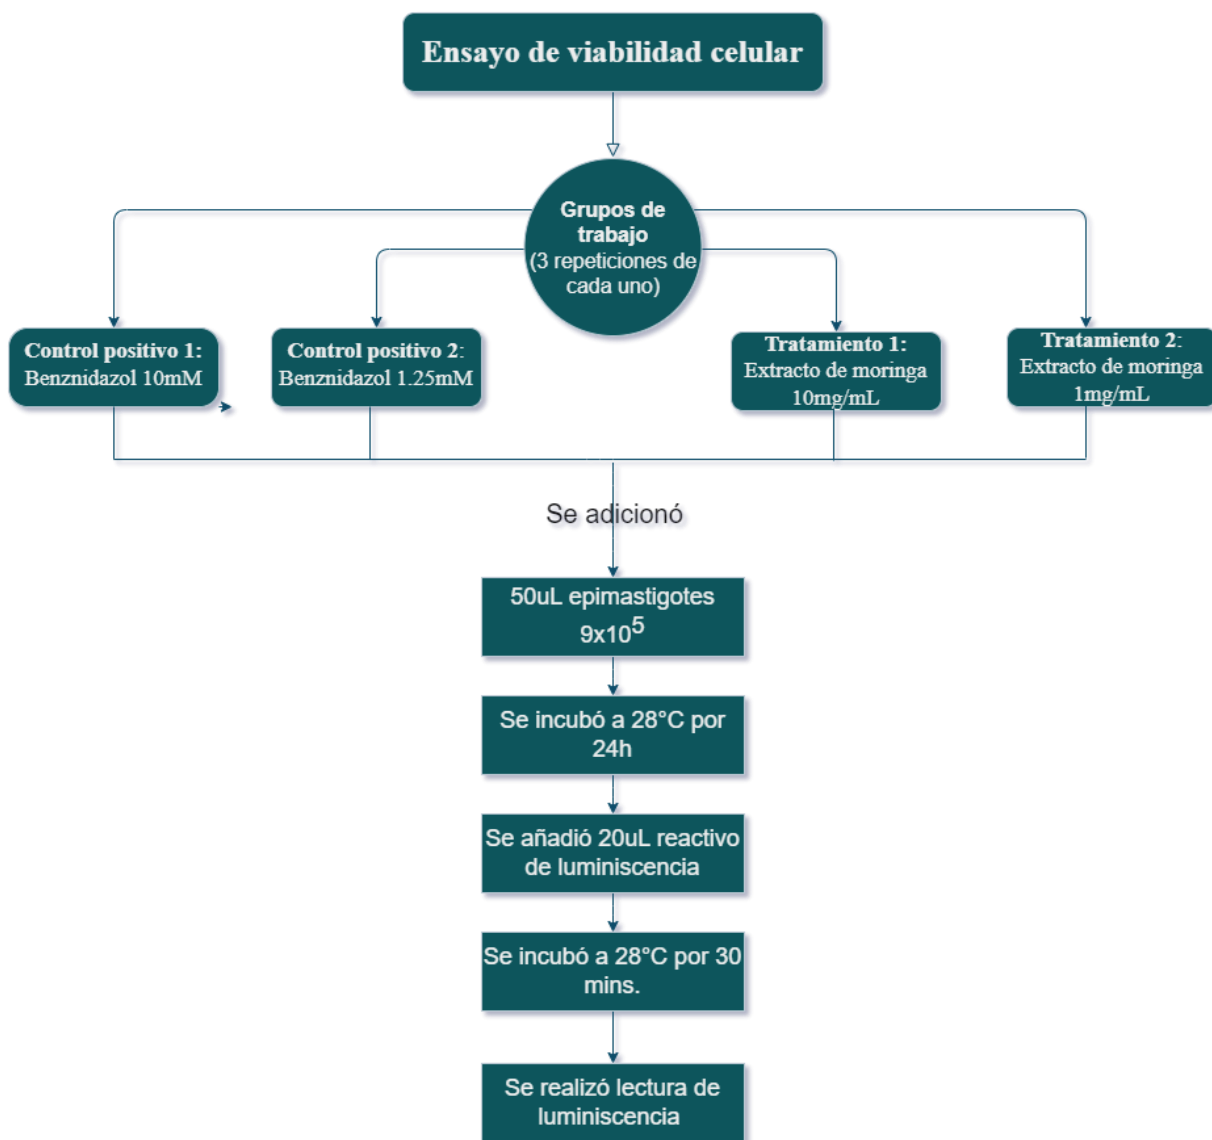 Ensayo de viabilidad celular
Grupos de
trabajo
(3 repeticiones de
cada uno)
Control positivo 1:
Benznidazol 10mM
Control positivo 2:
Benznidazol 1.25mM
Tratamiento 1:
Extracto de moringa
10mg/mL
Tratamiento 2:
Extracto de moringa
1mg/mL
Se adicionó
50uL epimastigotes
9x10⁵
Se incubó a 28°C por
24h
Se añadió 20uL reactivo
de luminiscencia
Se incubó a 28°C por 30
mins.
Se realizó lectura de
luminiscencia